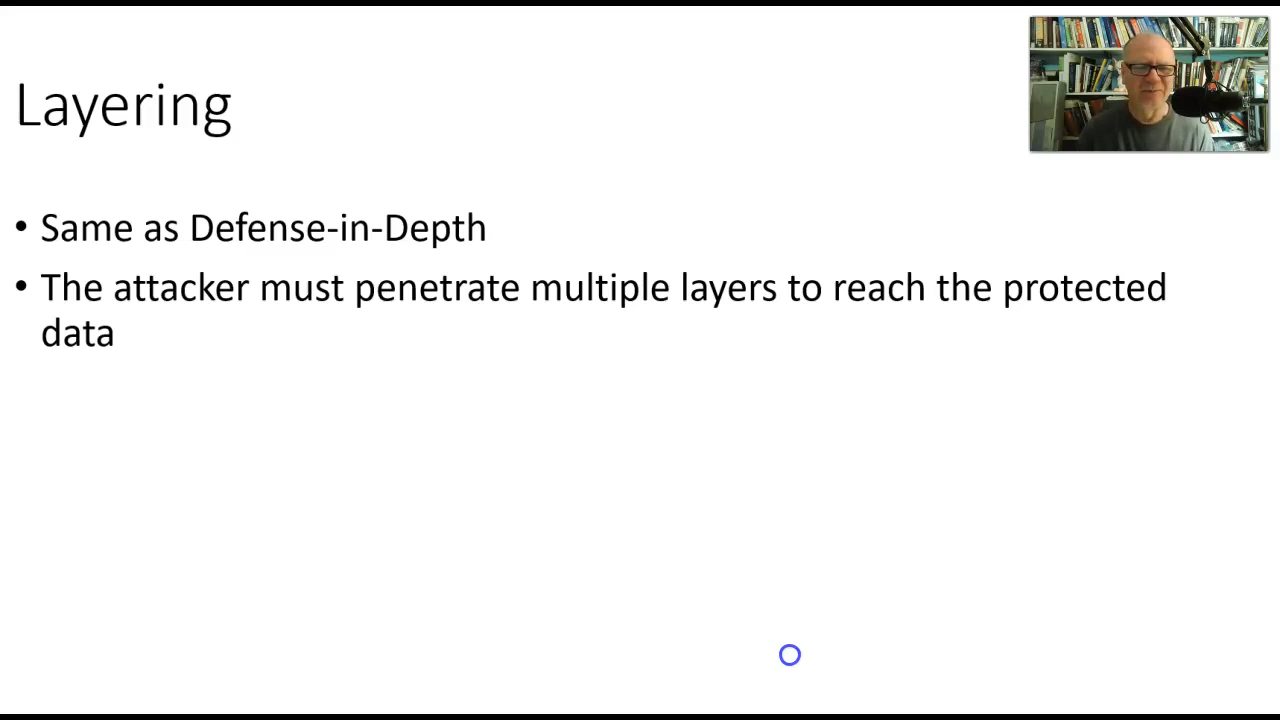 Layering
• Same as Defense-in-Depth
• The attacker must penetrate multiple layers to reach the protected
data